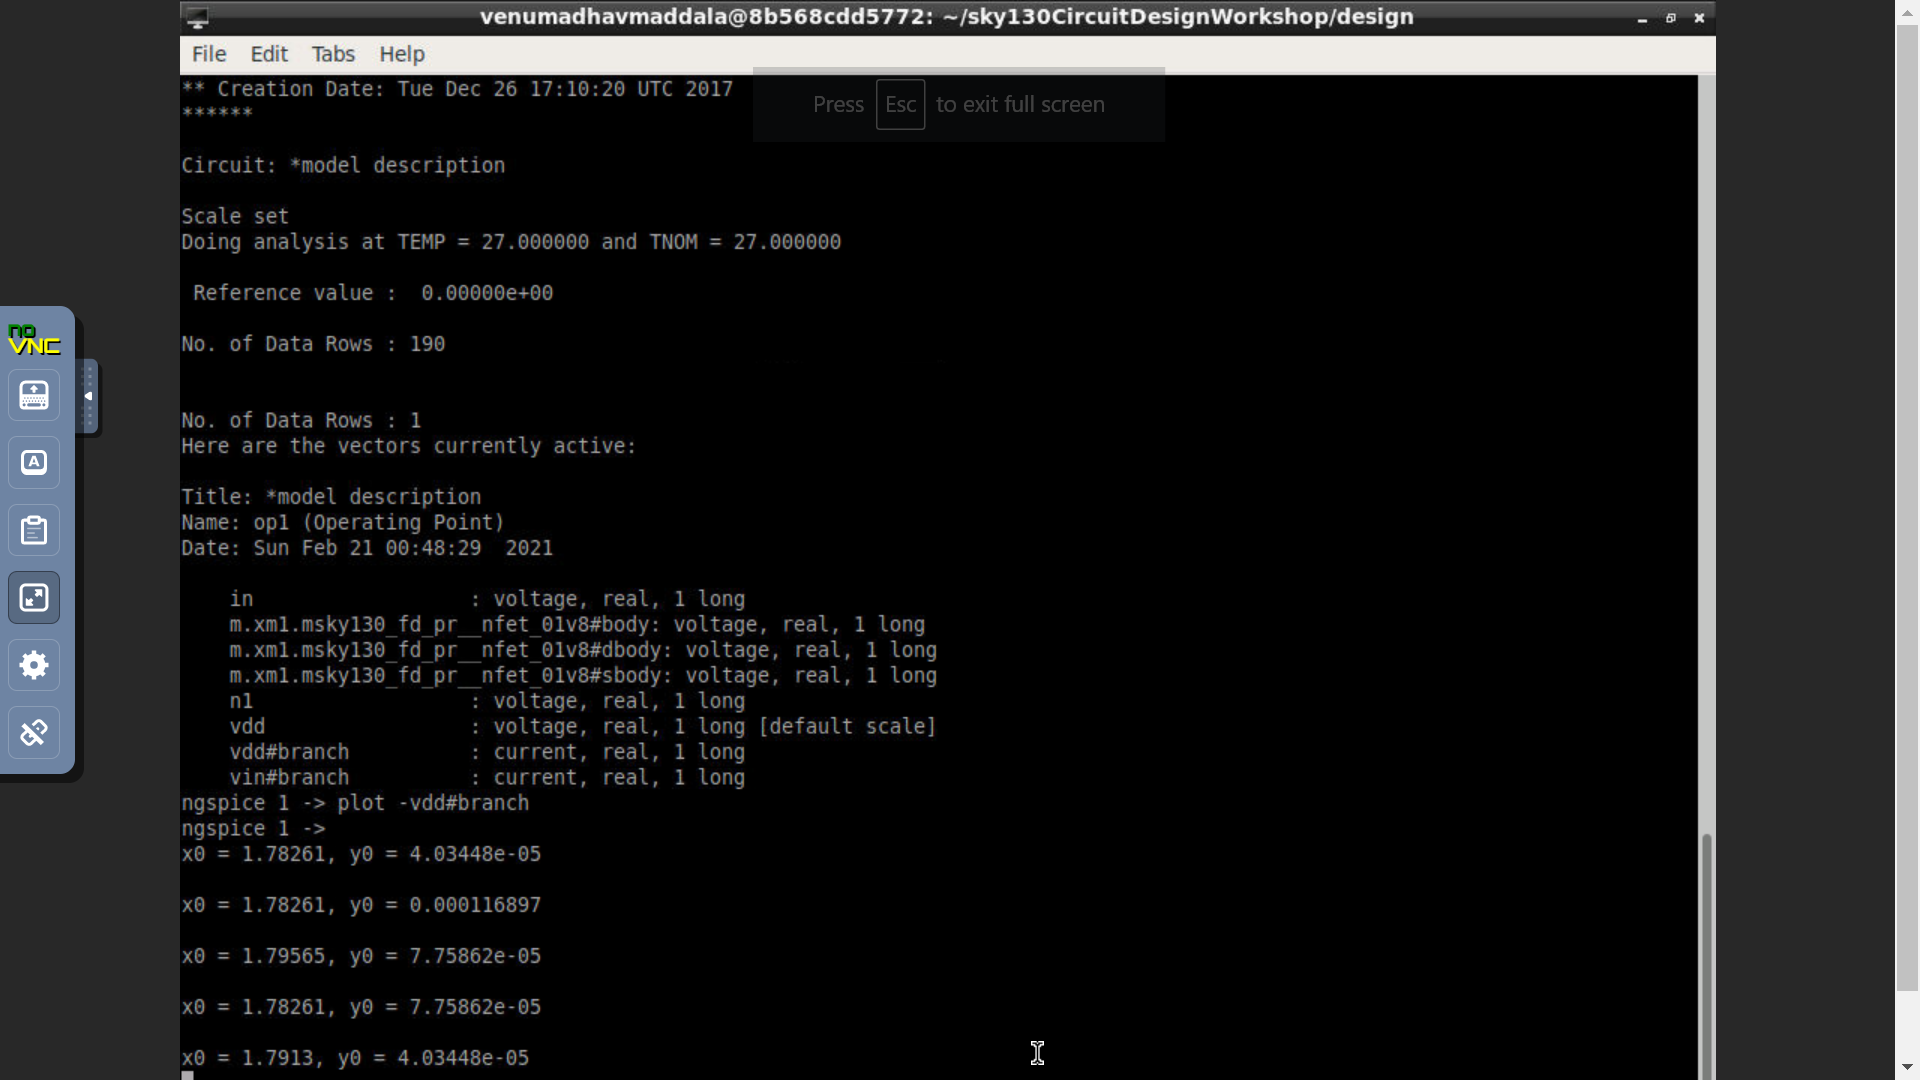 venumadhavmaddala@8b568cdd5772: ~/sky130CircuitDesignWorkshop/design
File Edit Tabs Help
** Creation Date: Tue Dec 26 17:10:20 UTC 2017
******
Press Esc to exit full screen
Circuit: *model description
Scale set
Doing analysis at TEMP = 27.000000 and TNOM = 27.000000
Reference value :  0.00000e+00
no
VNC
No. of Data Rows : 190
A
No. of Data Rows : 1
Here are the vectors currently active:
Title: *model description
Name: op1 (Operating Point)
Date: Sun Feb 21 00:48:29  2021
in                  : voltage, real, 1 long
m.xm1.msky130_fd_pr__nfet_01v8#body: voltage, real, 1 long
m.xm1.msky130_fd_pr__nfet_01v8#dbody: voltage, real, 1 long
m.xm1.msky130_fd_pr__nfet_01v8#sbody: voltage, real, 1 long
n1                  : voltage, real, 1 long
vdd                 : voltage, real, 1 long [default scale]
vdd#branch          : current, real, 1 long
vin#branch          : current, real, 1 long
ngspice 1 -> plot -vdd#branch
ngspice 1 ->
x0 = 1.78261, y0 = 4.03448e-05
x0 = 1.78261, y0 = 0.000116897
x0 = 1.79565, y0 = 7.75862e-05
x0 = 1.78261, y0 = 7.75862e-05
x0 = 1.7913, y0 = 4.03448e-05